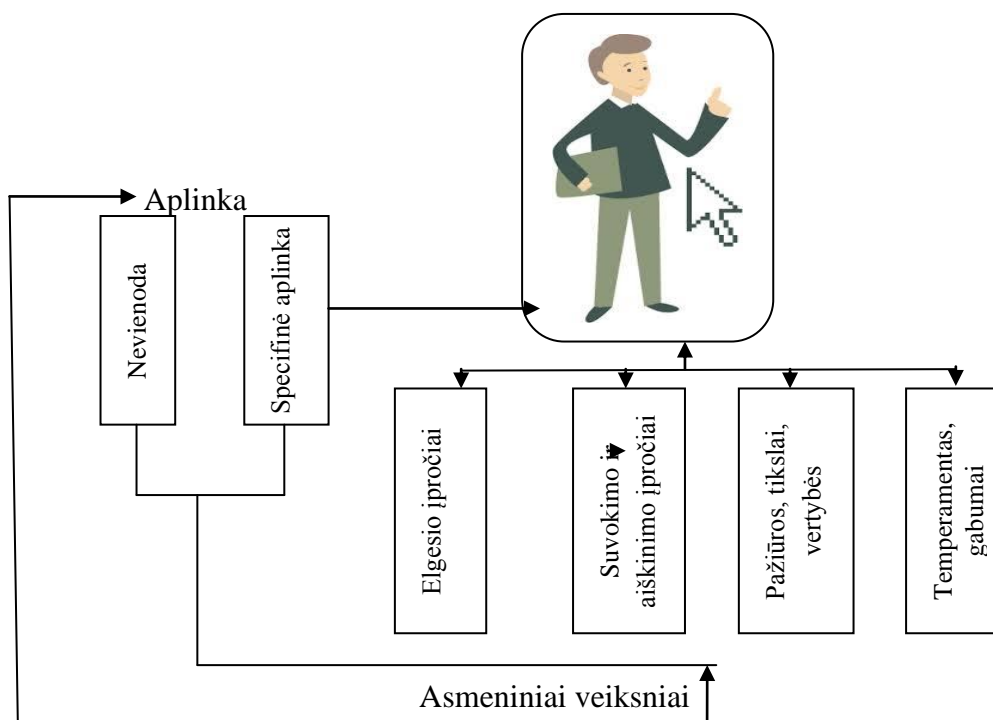 Aplinka
Nevienoda
Specifinė aplinka
Elgesio įpročiai
Suvokimo ir
aiškinimo įpročiai
Pažiūros, tikslai,
vertybės
Temperamentas,
gabumai
Asmeniniai veiksniai